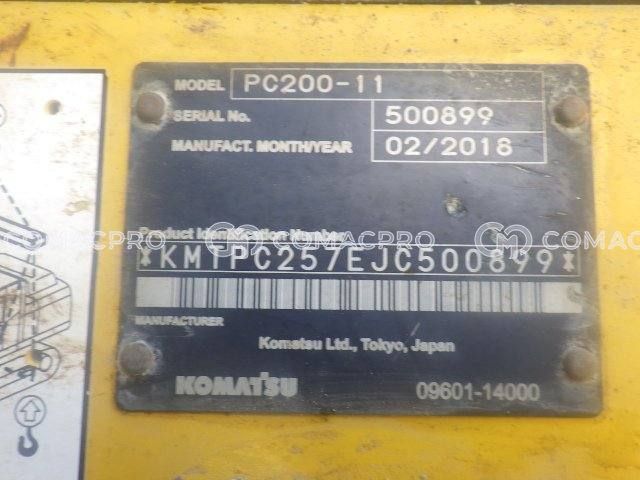 MODEL PC200-11
SERIAL No. 500899
MANUFACT. MONTH/YEAR 02/2018
Product Identification Number
*KMTPC257EJC500899*
MANUFACTURER
Komatsu Ltd., Tokyo, Japan
KOMATSU 09601-14000
COMACPRO COMACPRO COMACPRO